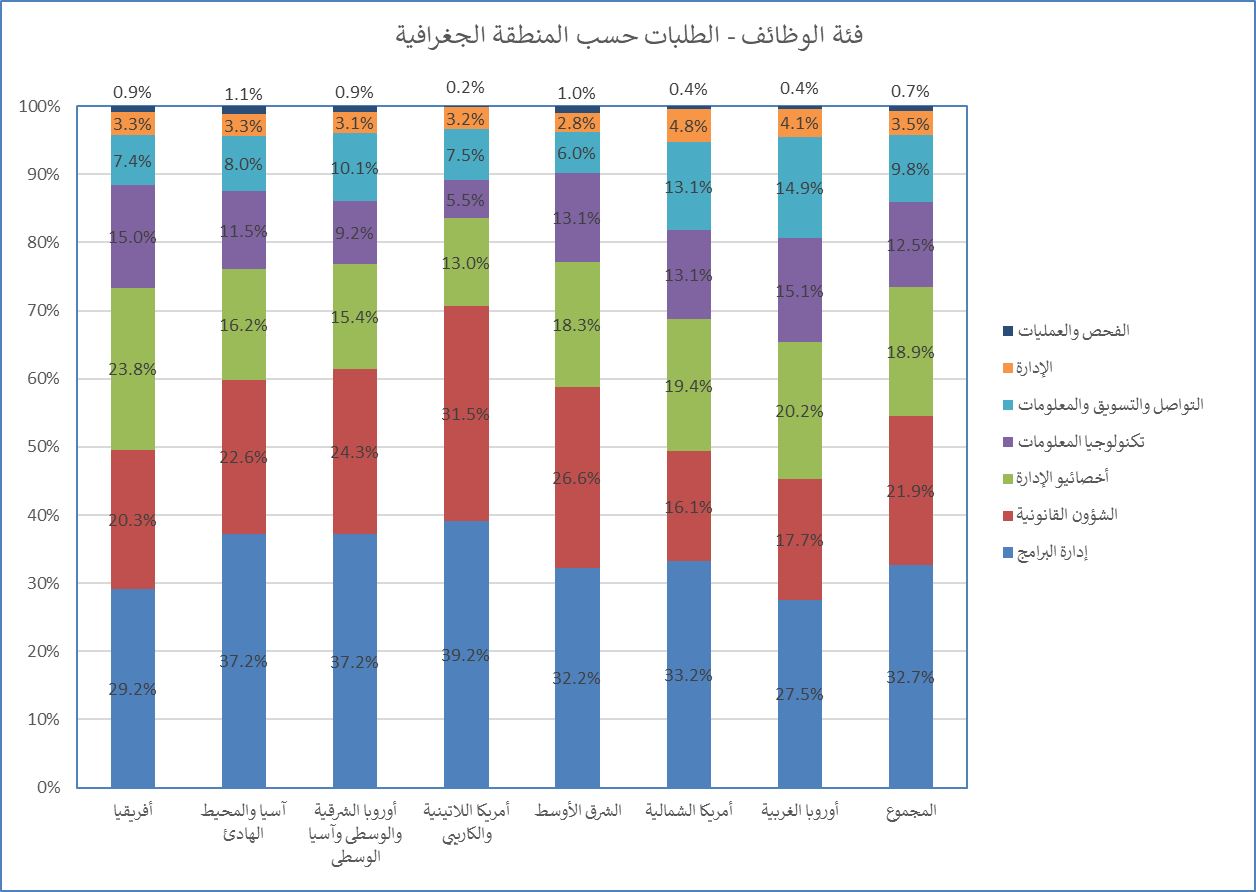 فئة الوظائف - الطلبات حسب المنطقة الجغرافية
0.9% 1.1% 0.9% 0.2% 1.0% 0.4% 0.4% 0.7%
3.3% 3.3% 3.1% 3.2% 2.8% 4.8% 4.1% 3.5%
7.4% 8.0% 10.1% 7.5% 6.0% 13.1% 14.9% 9.8%
15.0% 11.5% 9.2% 5.5% 13.1% 13.1% 15.1% 12.5%
23.8% 16.2% 15.4% 13.0% 18.3% 19.4% 20.2% 18.9%
20.3% 22.6% 24.3% 31.5% 26.6% 16.1% 17.7% 21.9%
29.2% 37.2% 37.2% 39.2% 32.2% 33.2% 27.5% 32.7%
100%
90%
80%
70%
60%
50%
40%
30%
20%
10%
0%
أفريقيا
آسيا والمحيط
الهادئ
أوروبا الشرقية
والوسطى وآسيا
الوسطى
أمريكا اللاتينية
والكاريبي
الشرق الأوسط
أمريكا الشمالية
أوروبا الغربية
المجموع
الفحص والعمليات
الإدارة
التواصل والتسويق والمعلومات
تكنولوجيا المعلومات
أخصائيو الإدارة
الشؤون القانونية
إدارة البرامج